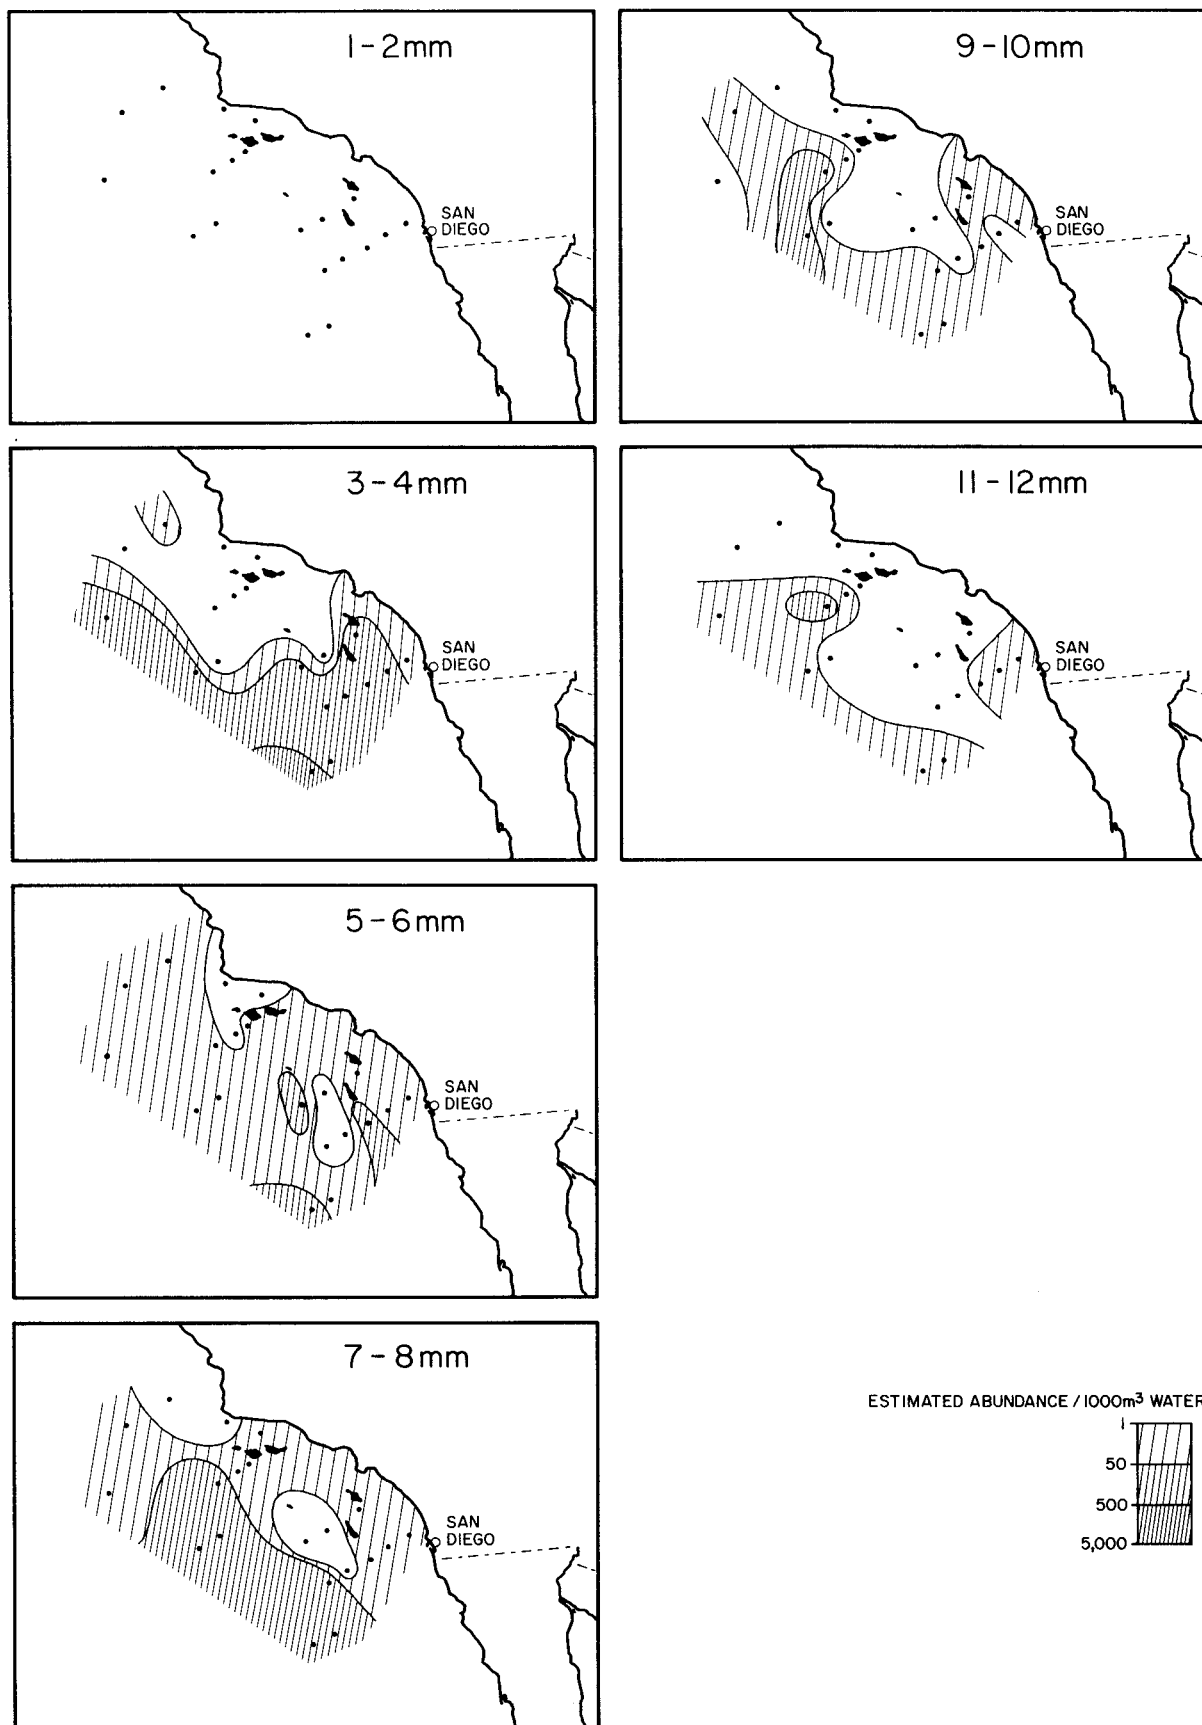 1-2mm
SAN
DIEGO
9-10mm
SAN
DIEGO
3-4mm
SAN
DIEGO
11-12mm
SAN
DIEGO
5-6mm
SAN
DIEGO
7-8mm
SAN
DIEGO
ESTIMATED ABUNDANCE / 1000m³ WATER
1
50
500
5,000